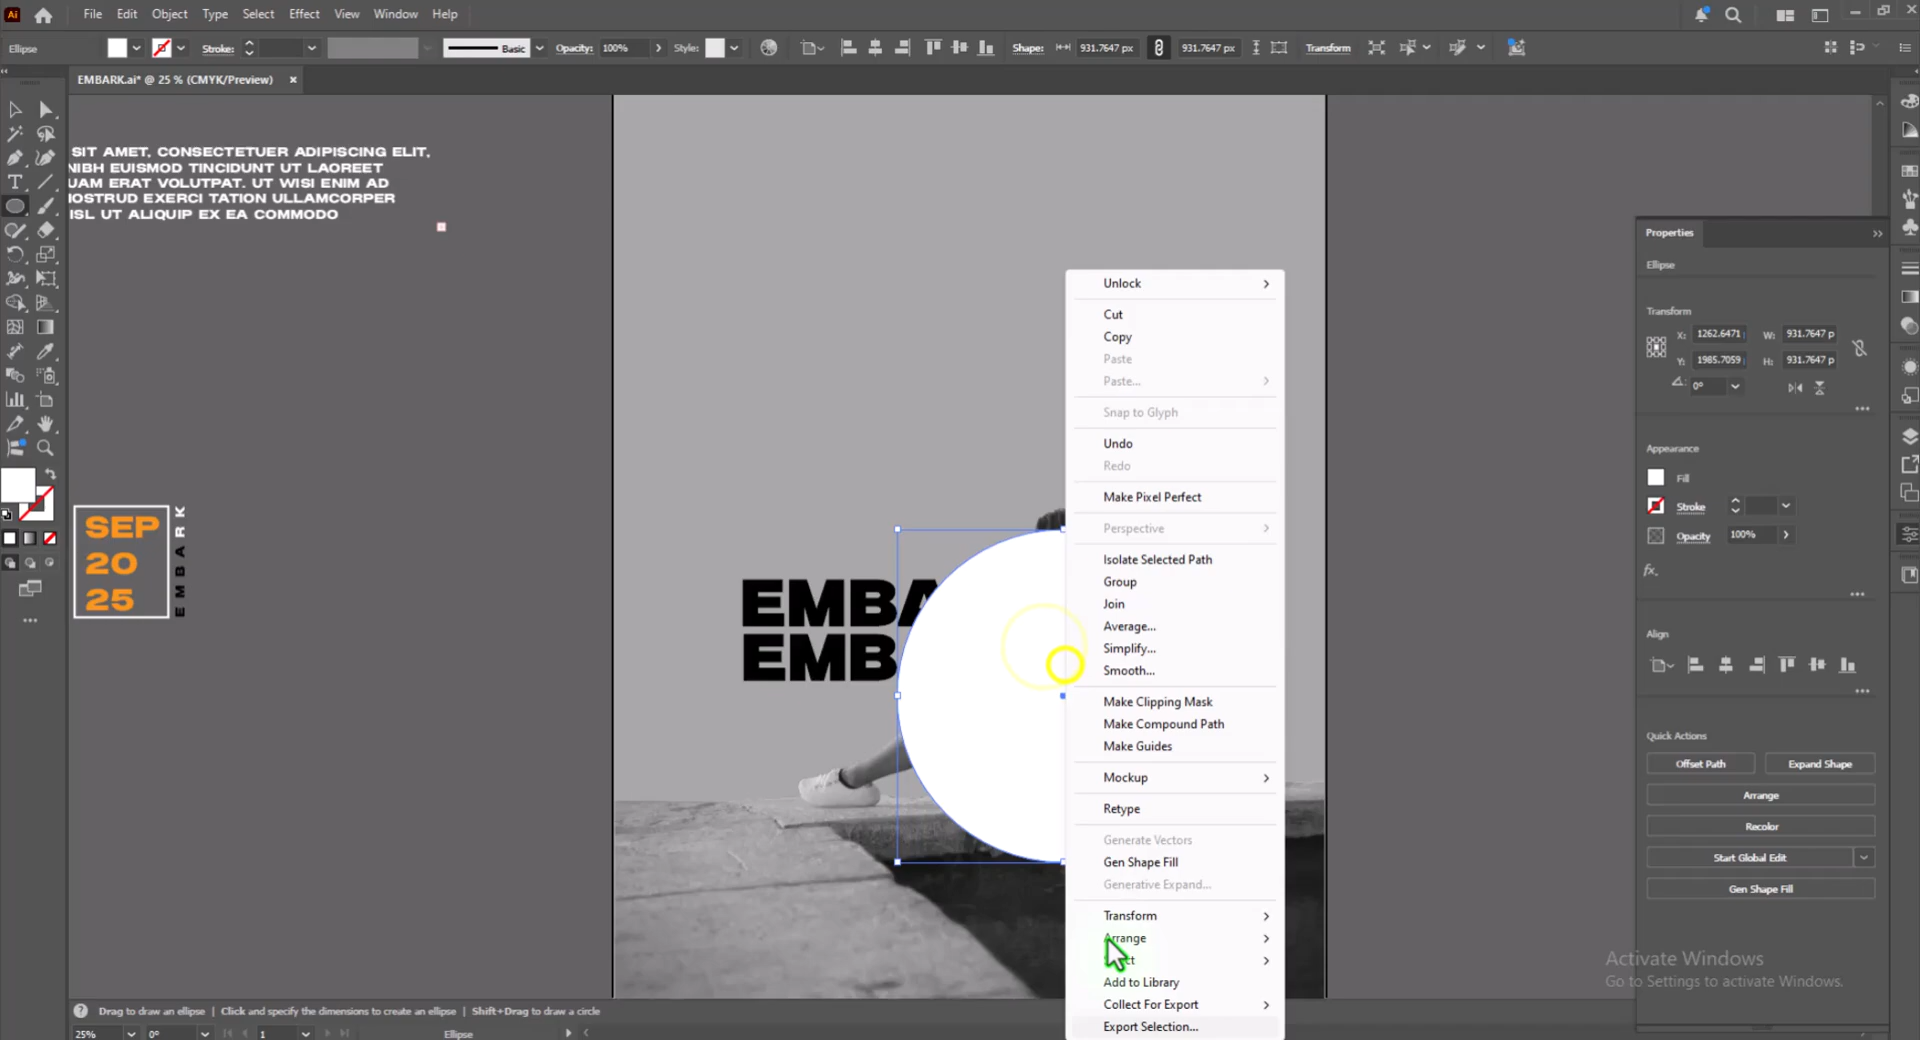 Ai File Edit Object Type Select Effect View Window Help
Ellipse Stroke: Basic Opacity: 100% Style: Shape: 931.7647 px 931.7647 px Transform
EMBARK.ai* @ 25 % (CMYK/Preview) ×
SIT AMET, CONSECTETUER ADIPISCING ELIT,
NIBH EUISMOD TINCIDUNT UT LAOREET
UAM ERAT VOLUTPAT. UT WISI ENIM AD
NOSTRUD EXERCI TATION ULLAMCORPER
ISL UT ALIQUIP EX EA COMMODO
SEP
20
25
EMBARK
EMBA
EMB
Unlock
Cut
Copy
Paste
Paste...
Snap to Glyph
Undo
Redo
Make Pixel Perfect
Perspective
Isolate Selected Path
Group
Join
Average...
Simplify...
Smooth...
Make Clipping Mask
Make Compound Path
Make Guides
Mockup
Retype
Generate Vectors
Gen Shape Fill
Generative Expand...
Transform
Arrange
Add to Library
Collect For Export
Export Selection...
Properties
Ellipse
Transform
X: 1262.6471 W: 931.7647 p
Y: 1985.7059 H: 931.7647 p
0°
Appearance
Fill
Stroke
Opacity 100%
fx.
Align
Quick Actions
Offset Path Expand Shape
Arrange
Recolor
Start Global Edit
Gen Shape Fill
Activate Windows
Go to Settings to activate Windows.
Drag to draw an ellipse Click and specify the dimensions to create an ellipse Shift+Drag to draw a circle
25% 0° 1 Ellipse